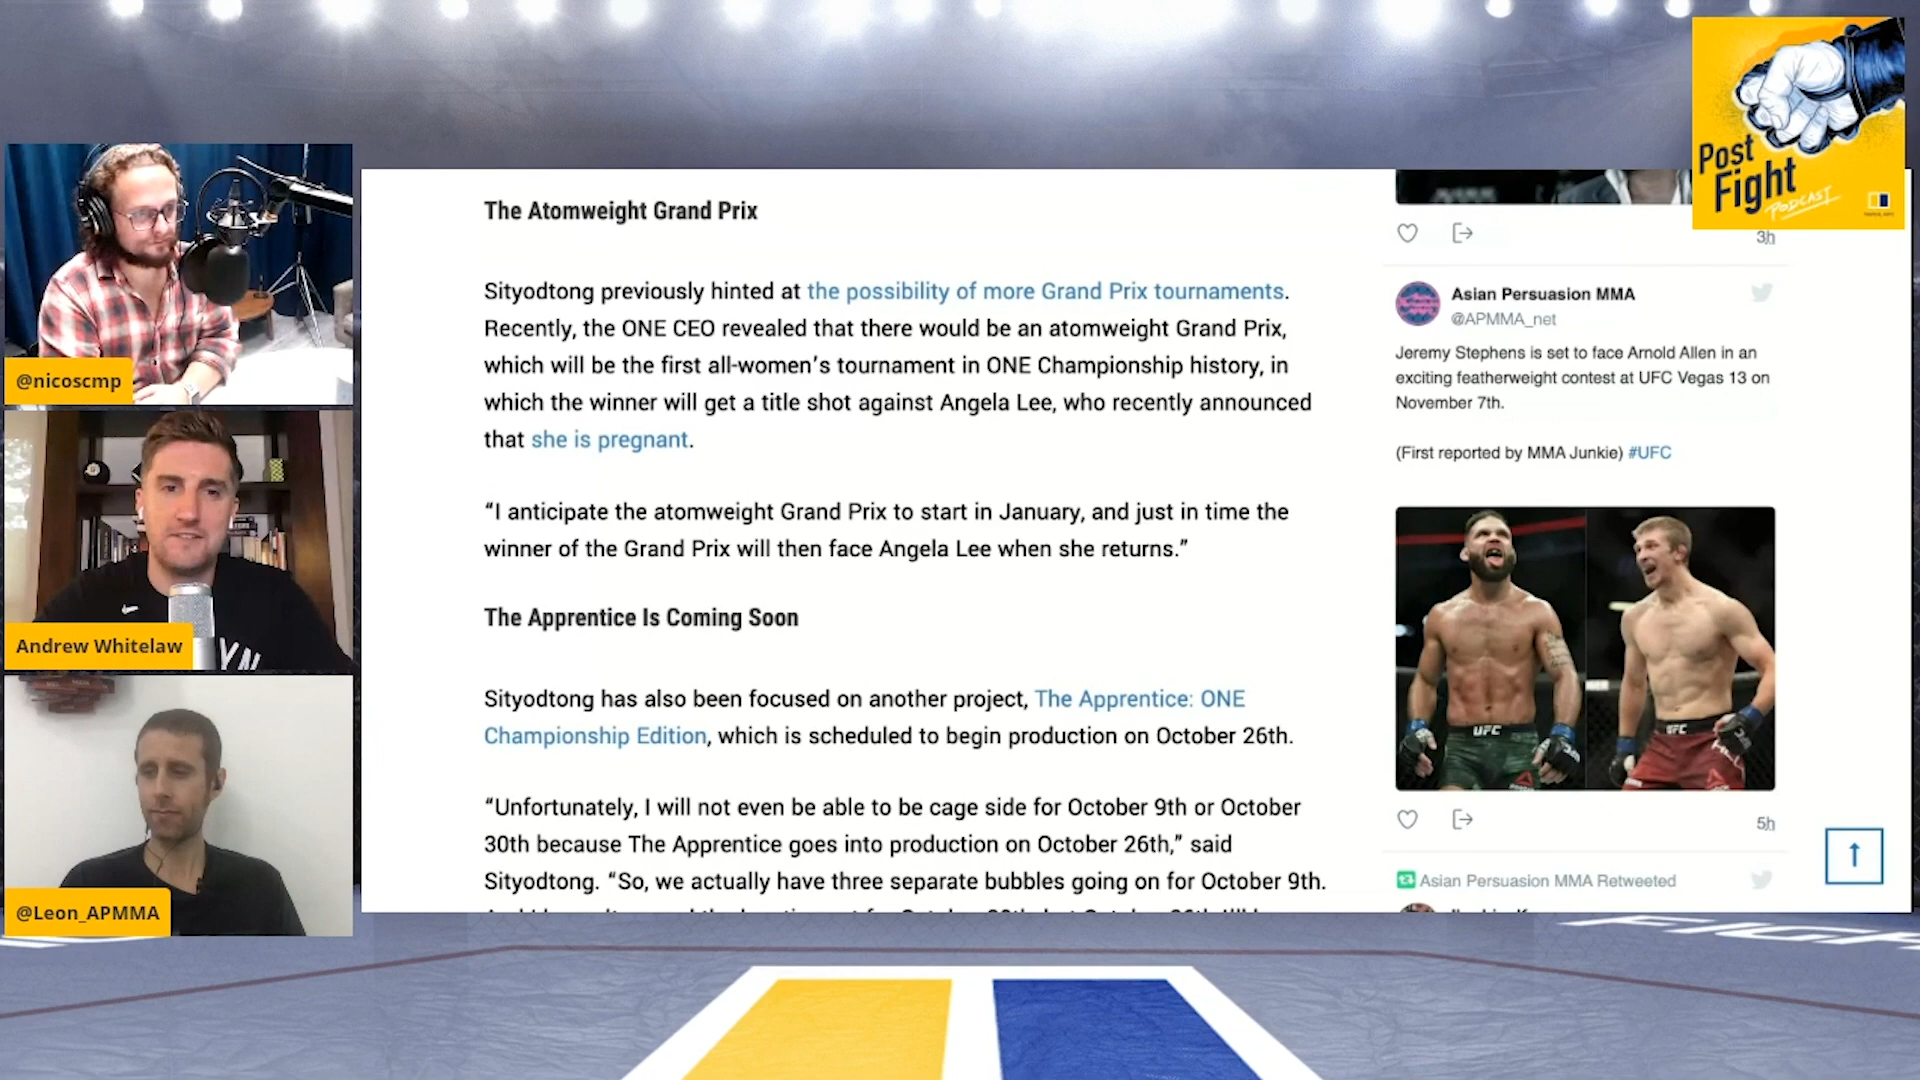 Post
Fight
PODCAST
@nicoscmp
Andrew Whitelaw
@Leon_APMMA
The Atomweight Grand Prix
Sityodtong previously hinted at the possibility of more Grand Prix tournaments.
Recently, the ONE CEO revealed that there would be an atomweight Grand Prix,
which will be the first all-women’s tournament in ONE Championship history, in
which the winner will get a title shot against Angela Lee, who recently announced
that she is pregnant.
“I anticipate the atomweight Grand Prix to start in January, and just in time the
winner of the Grand Prix will then face Angela Lee when she returns.”
The Apprentice Is Coming Soon
Sityodtong has also been focused on another project, The Apprentice: ONE
Championship Edition, which is scheduled to begin production on October 26th.
“Unfortunately, I will not even be able to be cage side for October 9th or October
30th because The Apprentice goes into production on October 26th,” said
Sityodtong. “So, we actually have three separate bubbles going on for October 9th.
3h
Asian Persuasion MMA
@APMMA_net
Jeremy Stephens is set to face Arnold Allen in an
exciting featherweight contest at UFC Vegas 13 on
November 7th.
(First reported by MMA Junkie) #UFC
UFC
UFC
5h
Asian Persuasion MMA Retweeted